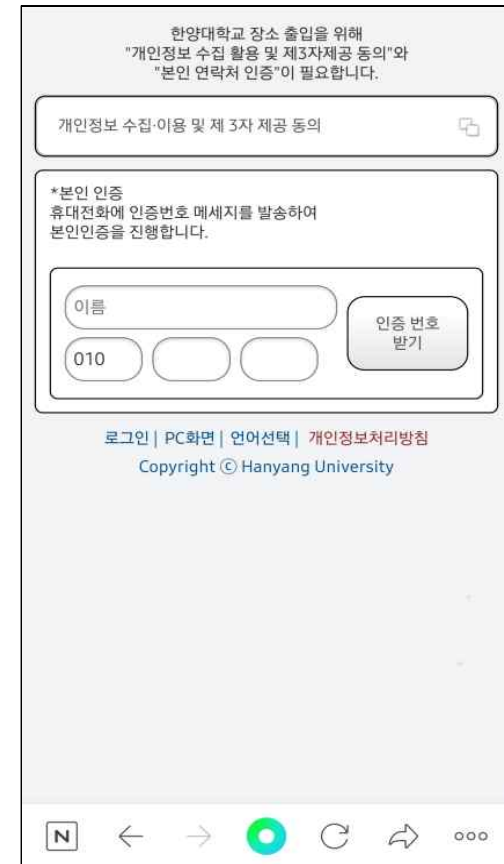 한양대학교 장소 출입을 위해
"개인정보 수집 활용 및 제3자제공 동의"와
"본인 연락처 인증"이 필요합니다.
개인정보 수집·이용 및 제 3자 제공 동의
*본인 인증
휴대전화에 인증번호 메세지를 발송하여
본인인증을 진행합니다.
이름
인증 번호
받기
010
로그인 | PC화면 | 언어선택 | 개인정보처리방침
Copyright ⓒ Hanyang University
N